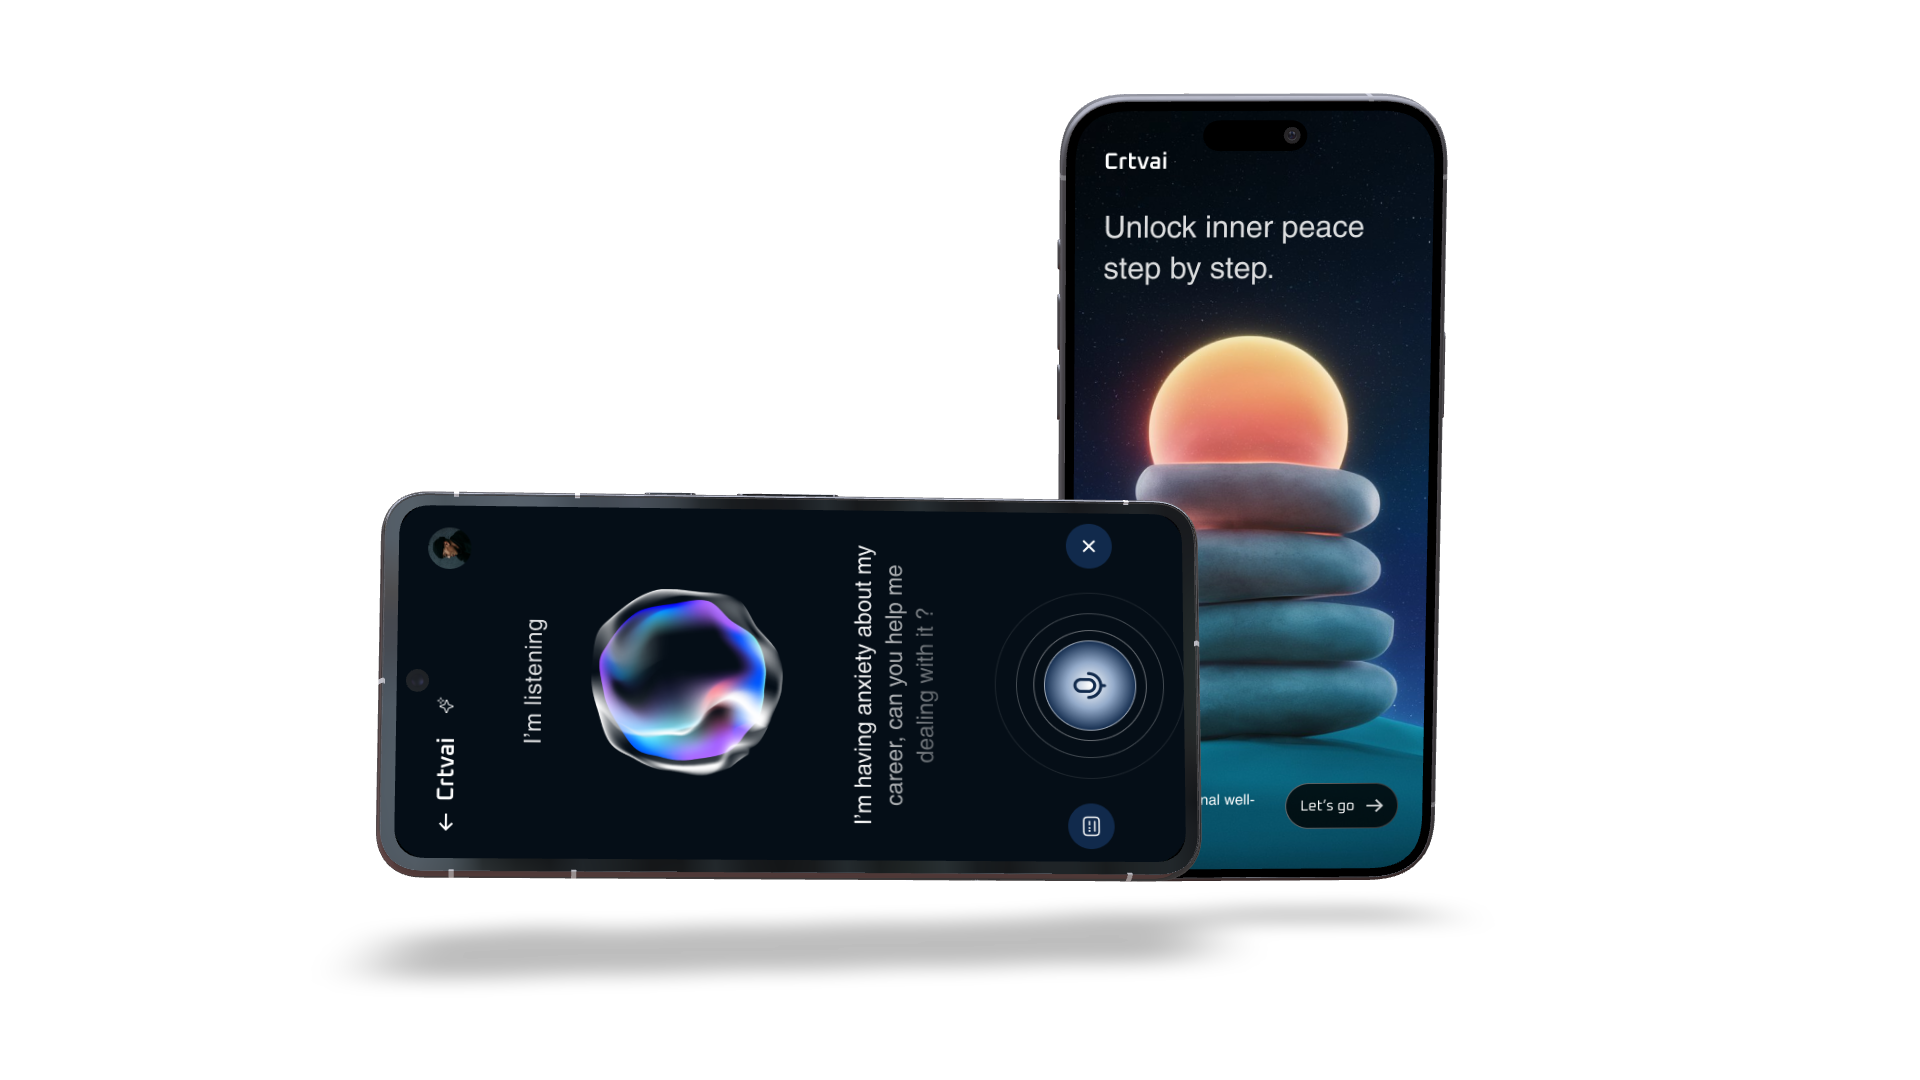 Crtvai
Unlock inner peace
step by step.
nal well-
Let's go
Crtvai
I'm listening
I'm having anxiety about my
career, can you help me
dealing with it ?